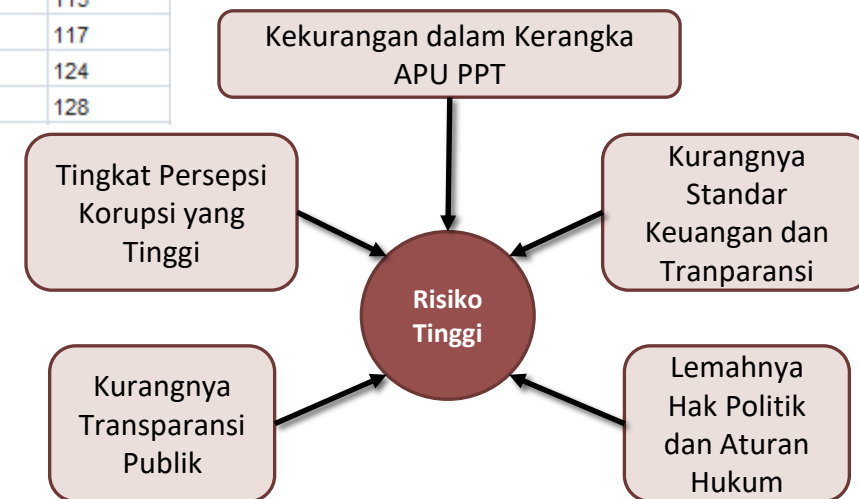 117
124
128
Kekurangan dalam Kerangka
APU PPT
Tingkat Persepsi
Korupsi yang
Tinggi
Kurangnya
Standar
Keuangan dan
Tranparansi
Risiko
Tinggi
Kurangnya
Transparansi
Publik
Lemahnya
Hak Politik
dan Aturan
Hukum